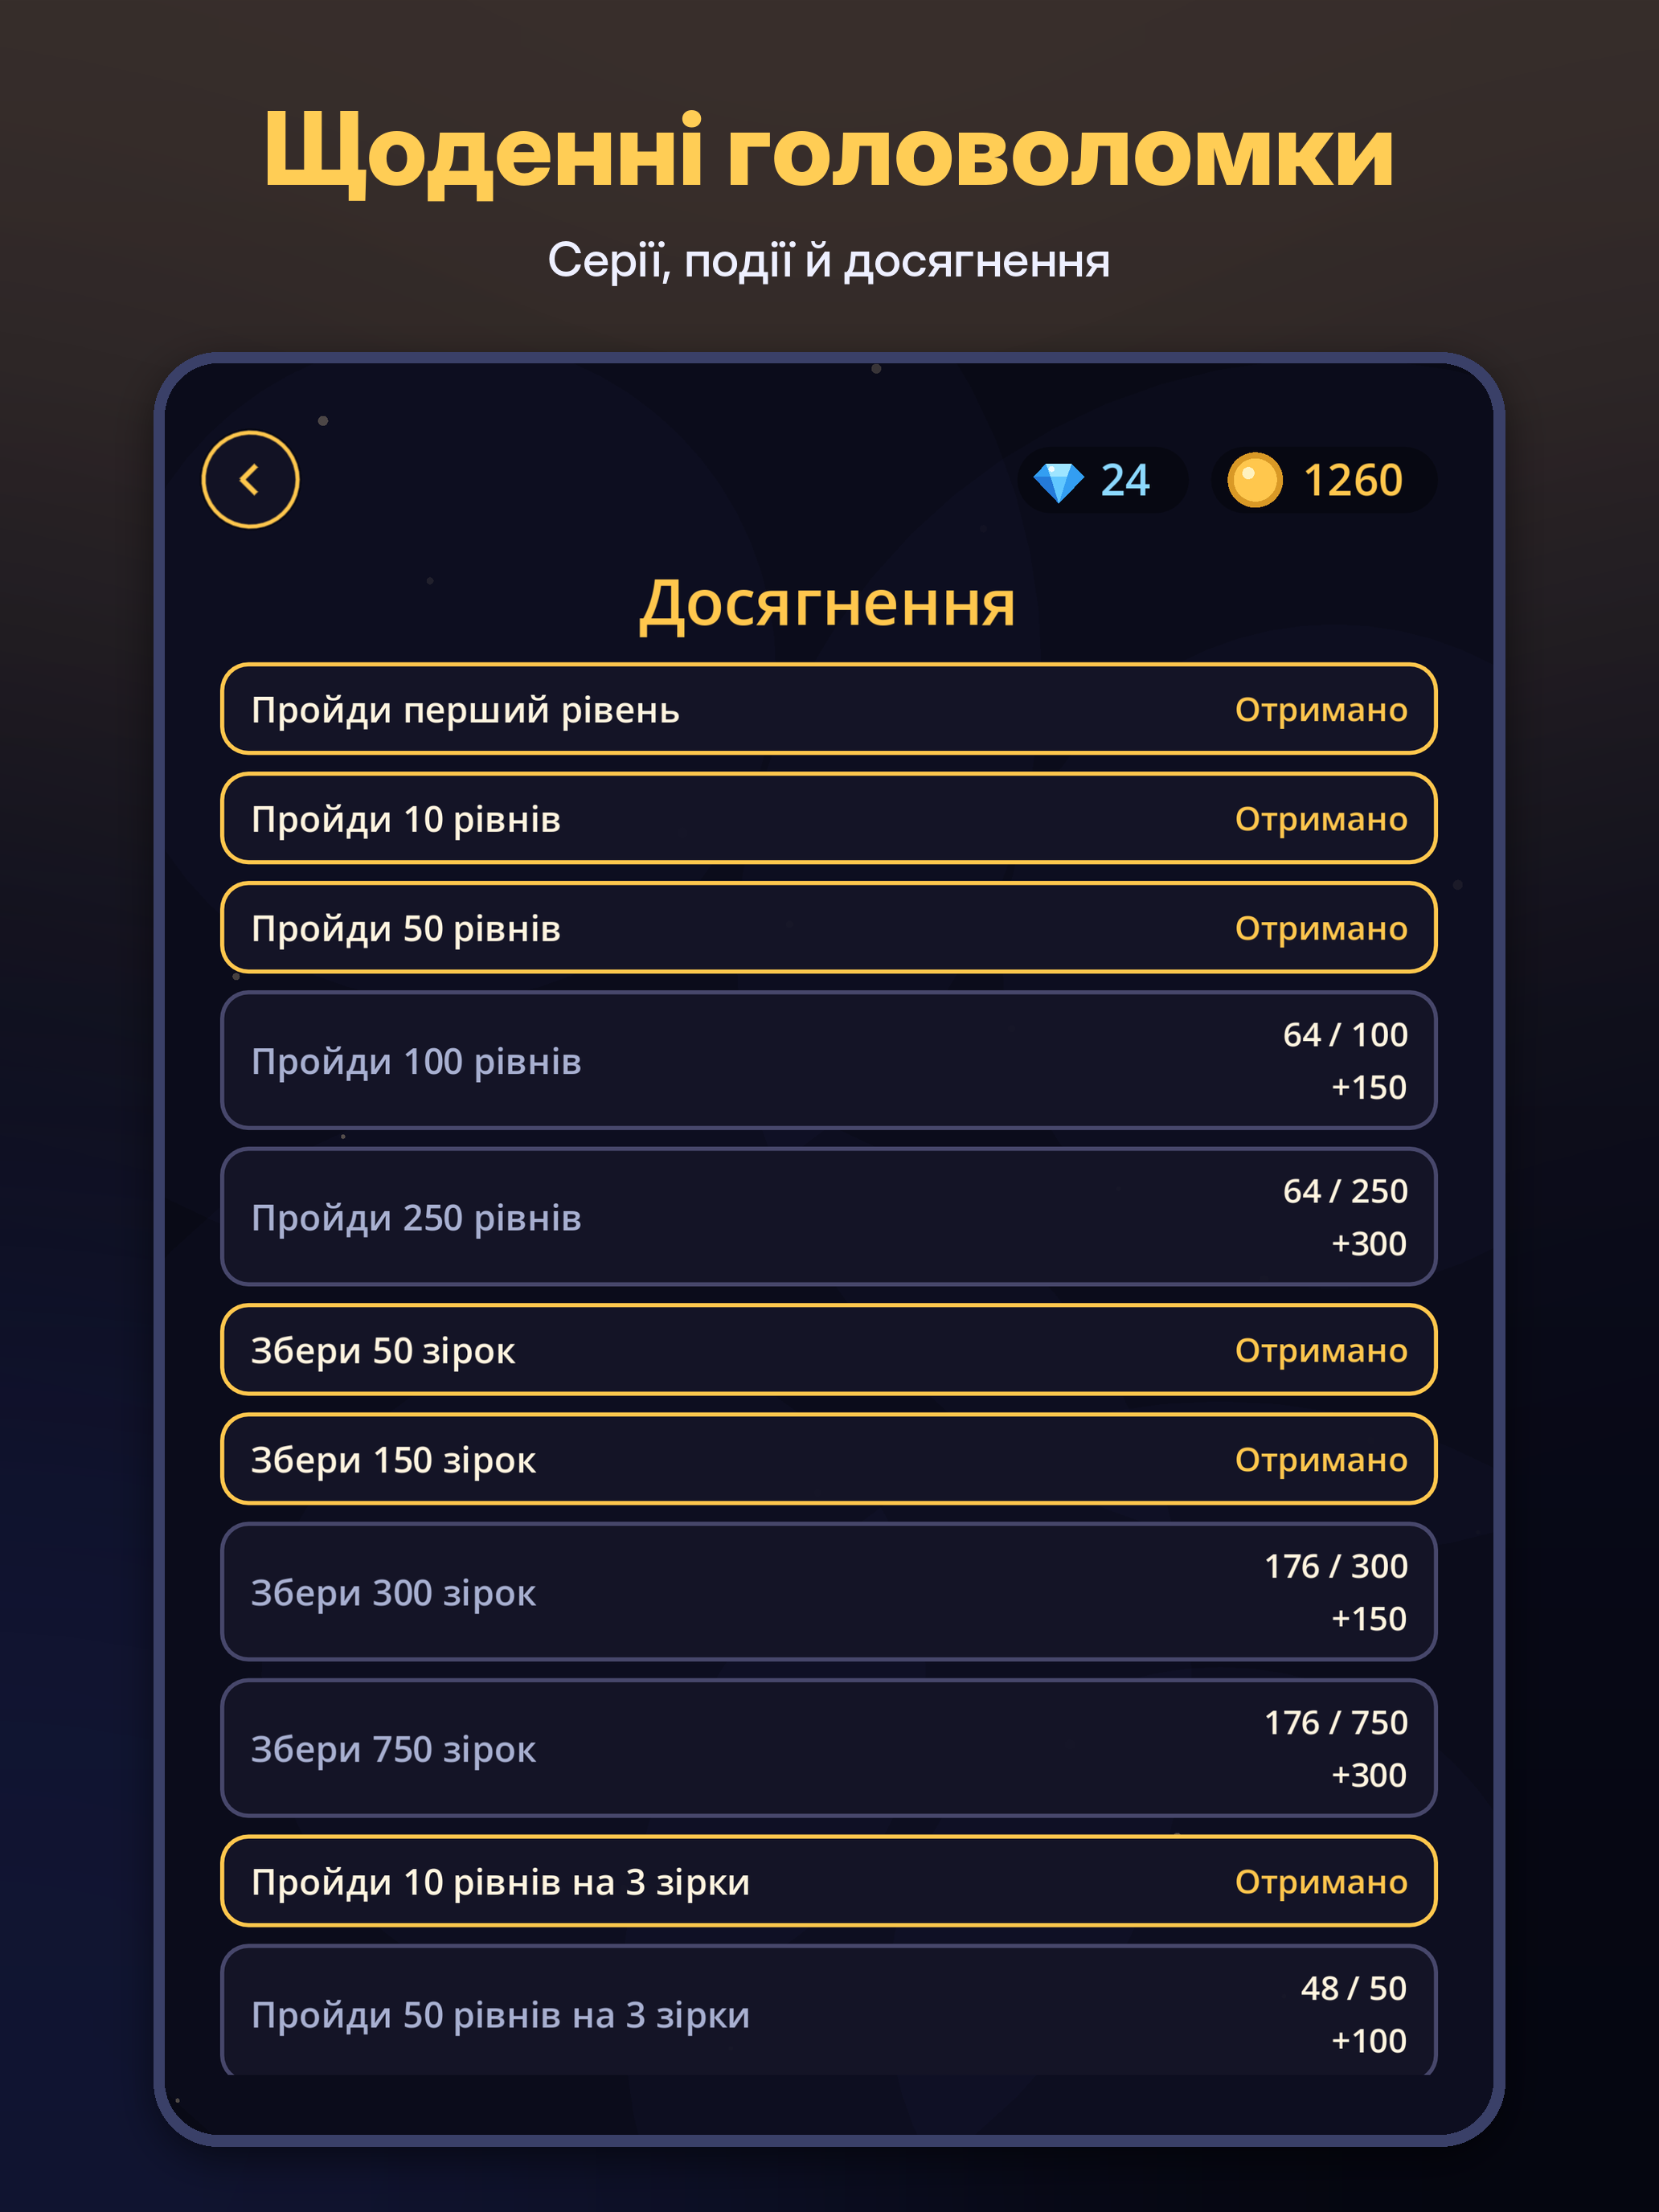 Щоденні головоломки
Серії, події й досягнення
24
1260
Досягнення
Пройди перший рівень
Отримано
Пройди 10 рівнів
Отримано
Пройди 50 рівнів
Отримано
Пройди 100 рівнів
64 / 100
+150
Пройди 250 рівнів
64 / 250
+300
Збери 50 зірок
Отримано
Збери 150 зірок
Отримано
Збери 300 зірок
176 / 300
+150
Збери 750 зірок
176 / 750
+300
Пройди 10 рівнів на 3 зірки
Отримано
Пройди 50 рівнів на 3 зірки
48 / 50
+100